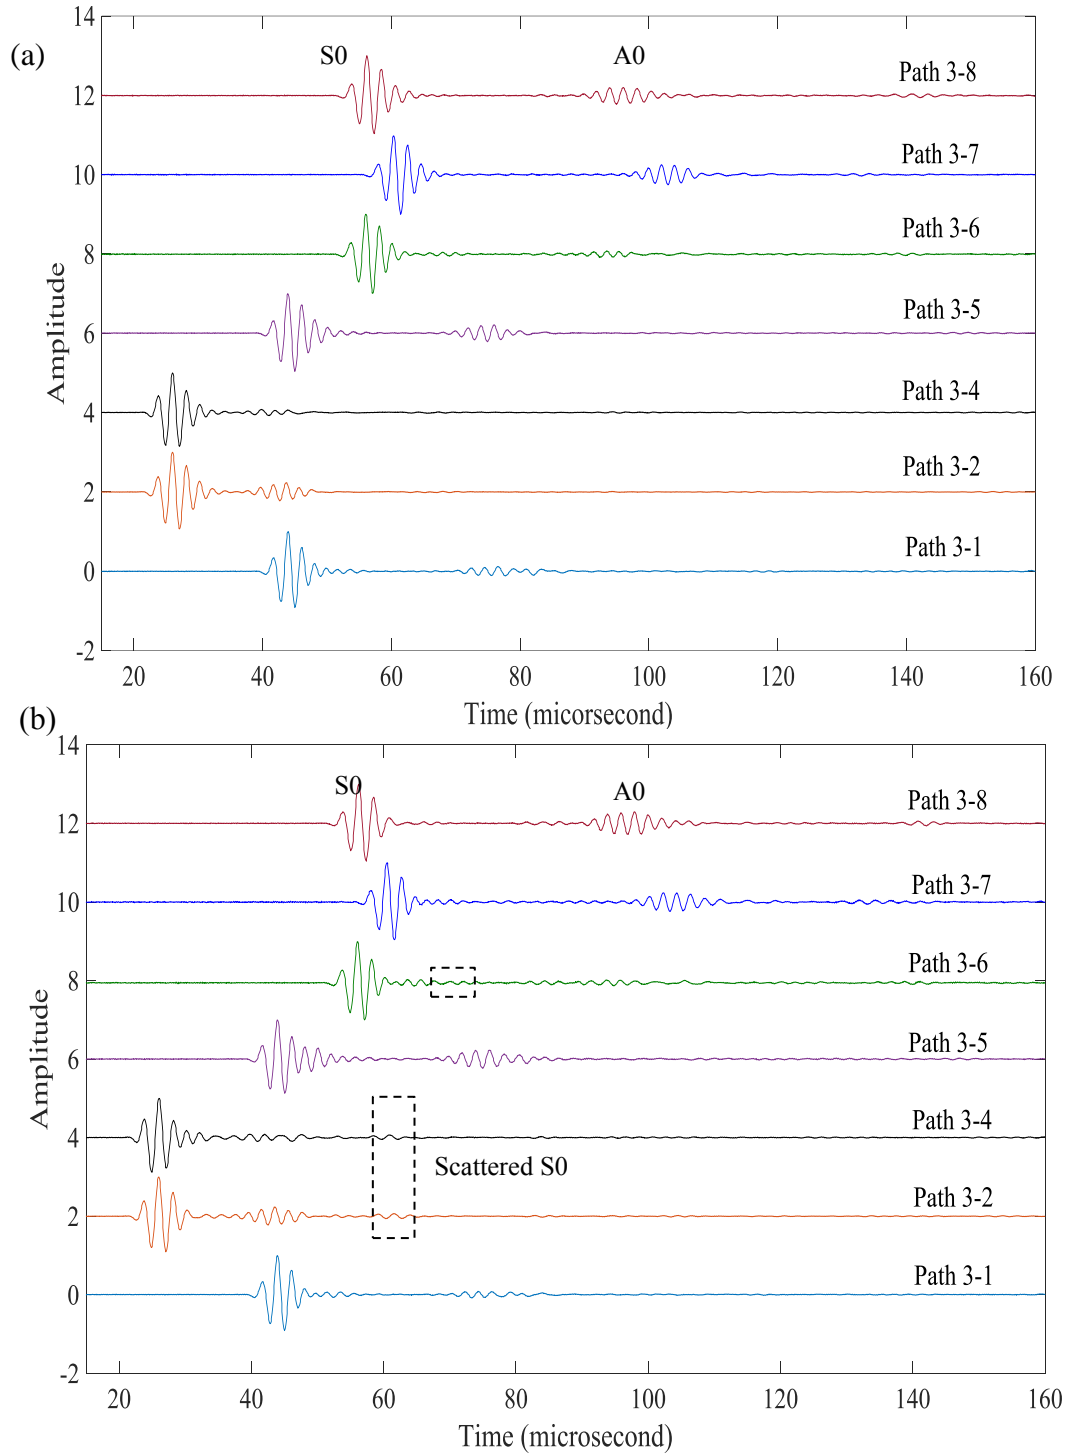 (a)
14
S0
A0
Path 3-8
12
Path 3-7
10
Path 3-6
8
Path 3-5
6
Path 3-4
4
Path 3-2
2
Path 3-1
0
-2
Amplitude
20 40 60 80 100 120 140 160
Time (micorsecond)
(b)
14
S0
A0
Path 3-8
12
Path 3-7
10
Path 3-6
8
Path 3-5
6
Path 3-4
4
Scattered S0
Path 3-2
2
Path 3-1
0
-2
Amplitude
20 40 60 80 100 120 140 160
Time (microsecond)